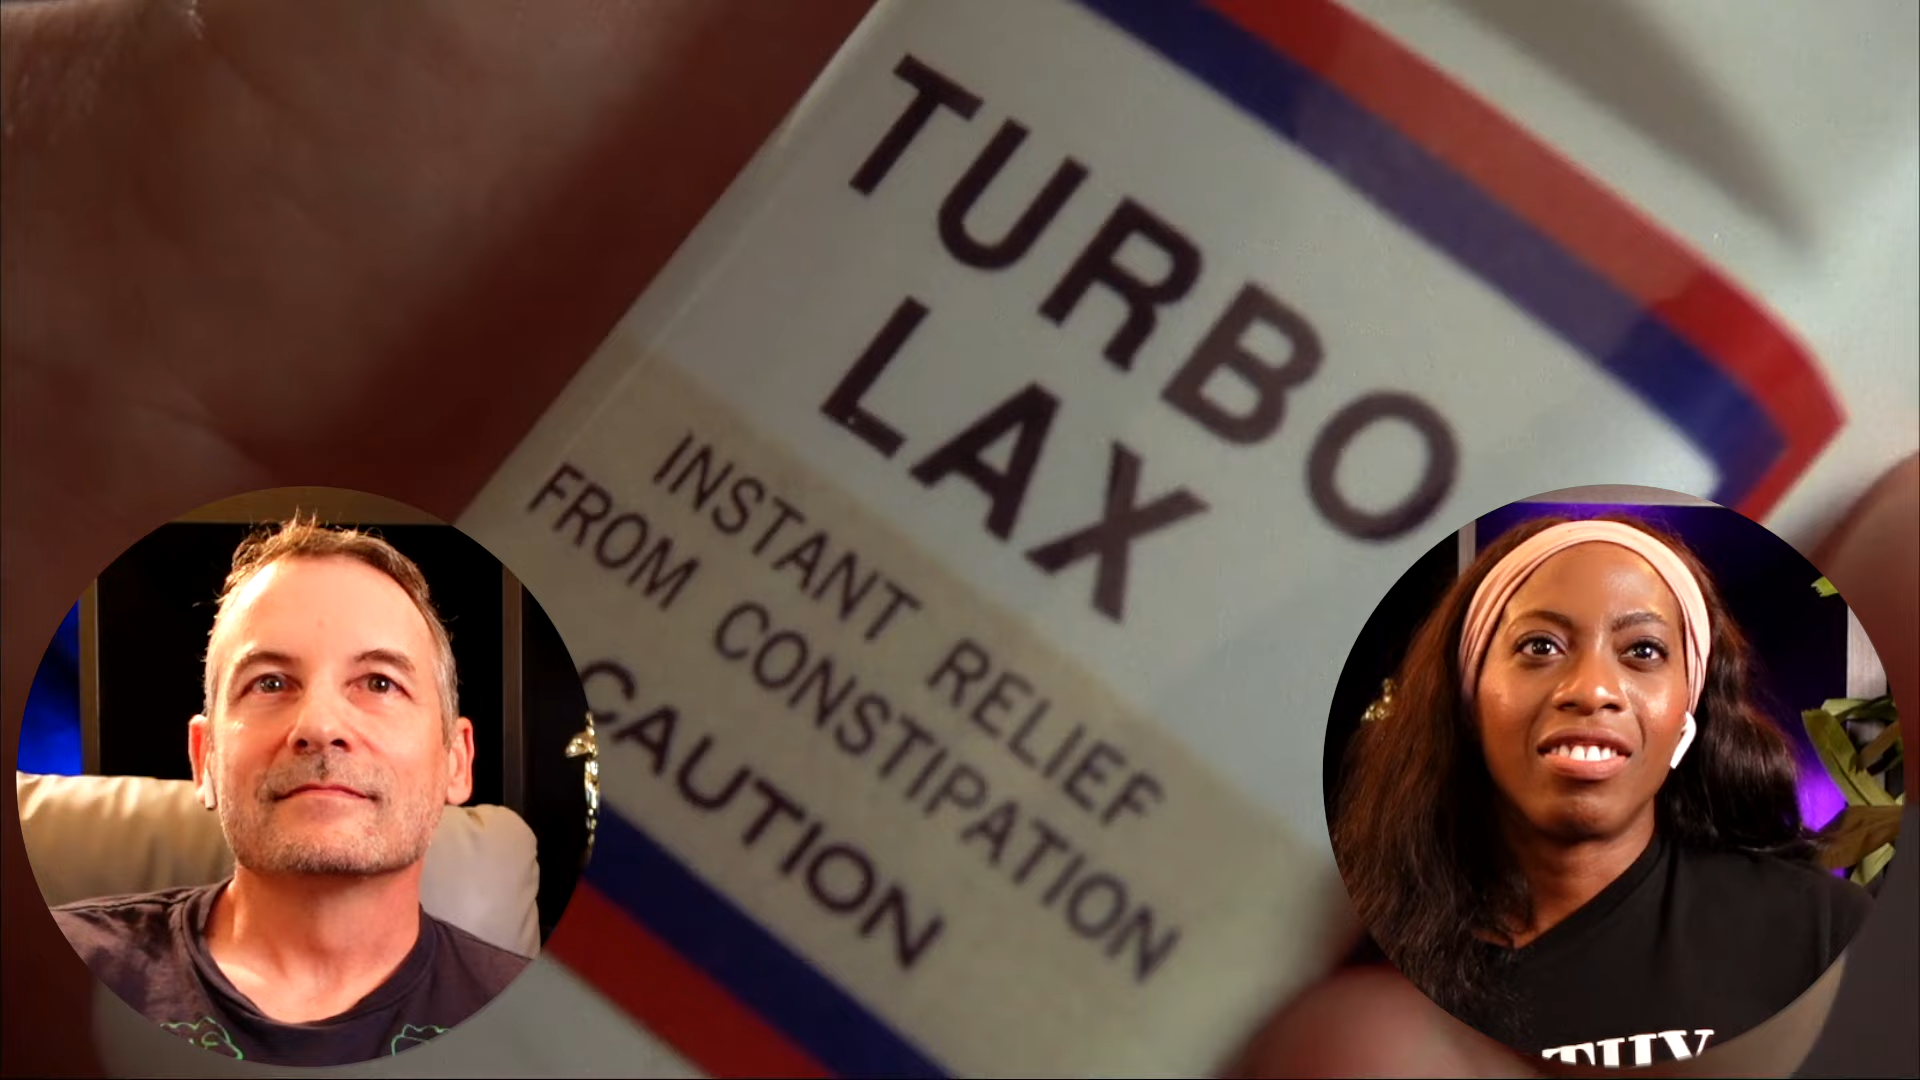 TURBO
LAX
INSTANT RELIEF
FROM CONSTIPATION
CAUTION